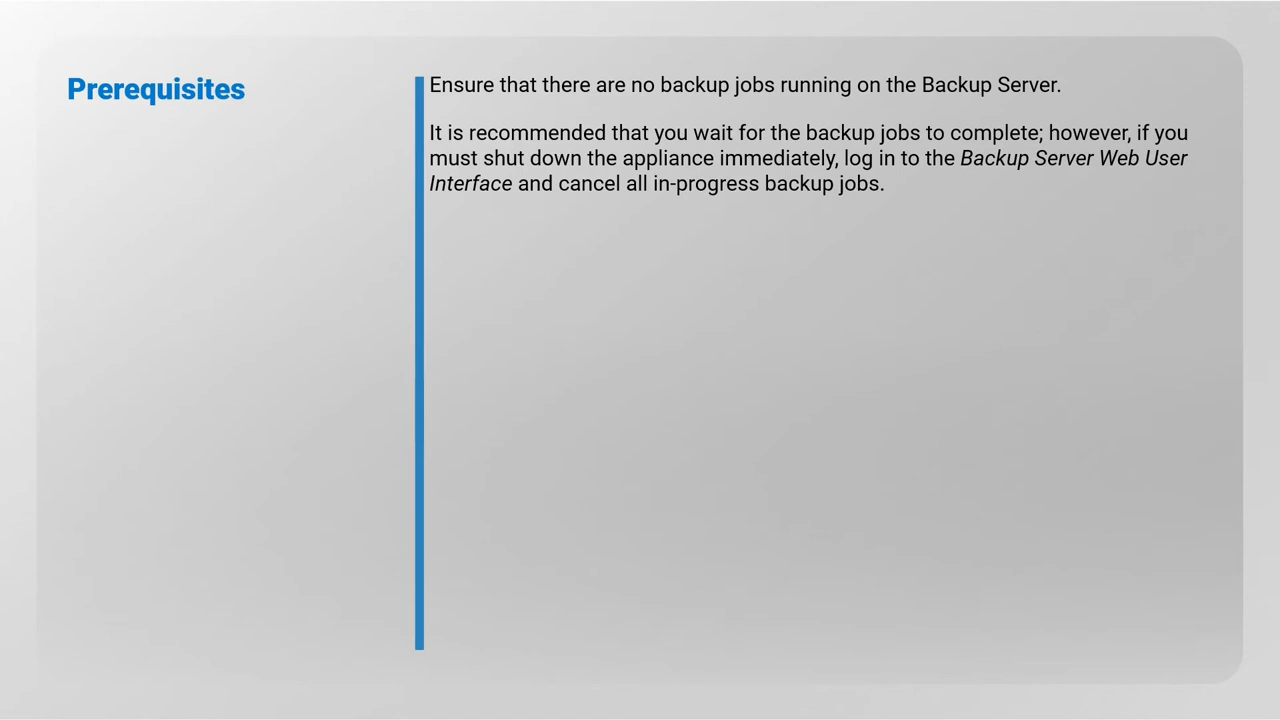 Prerequisites
Ensure that there are no backup jobs running on the Backup Server.
It is recommended that you wait for the backup jobs to complete; however, if you
must shut down the appliance immediately, log in to the Backup Server Web User
Interface and cancel all in-progress backup jobs.